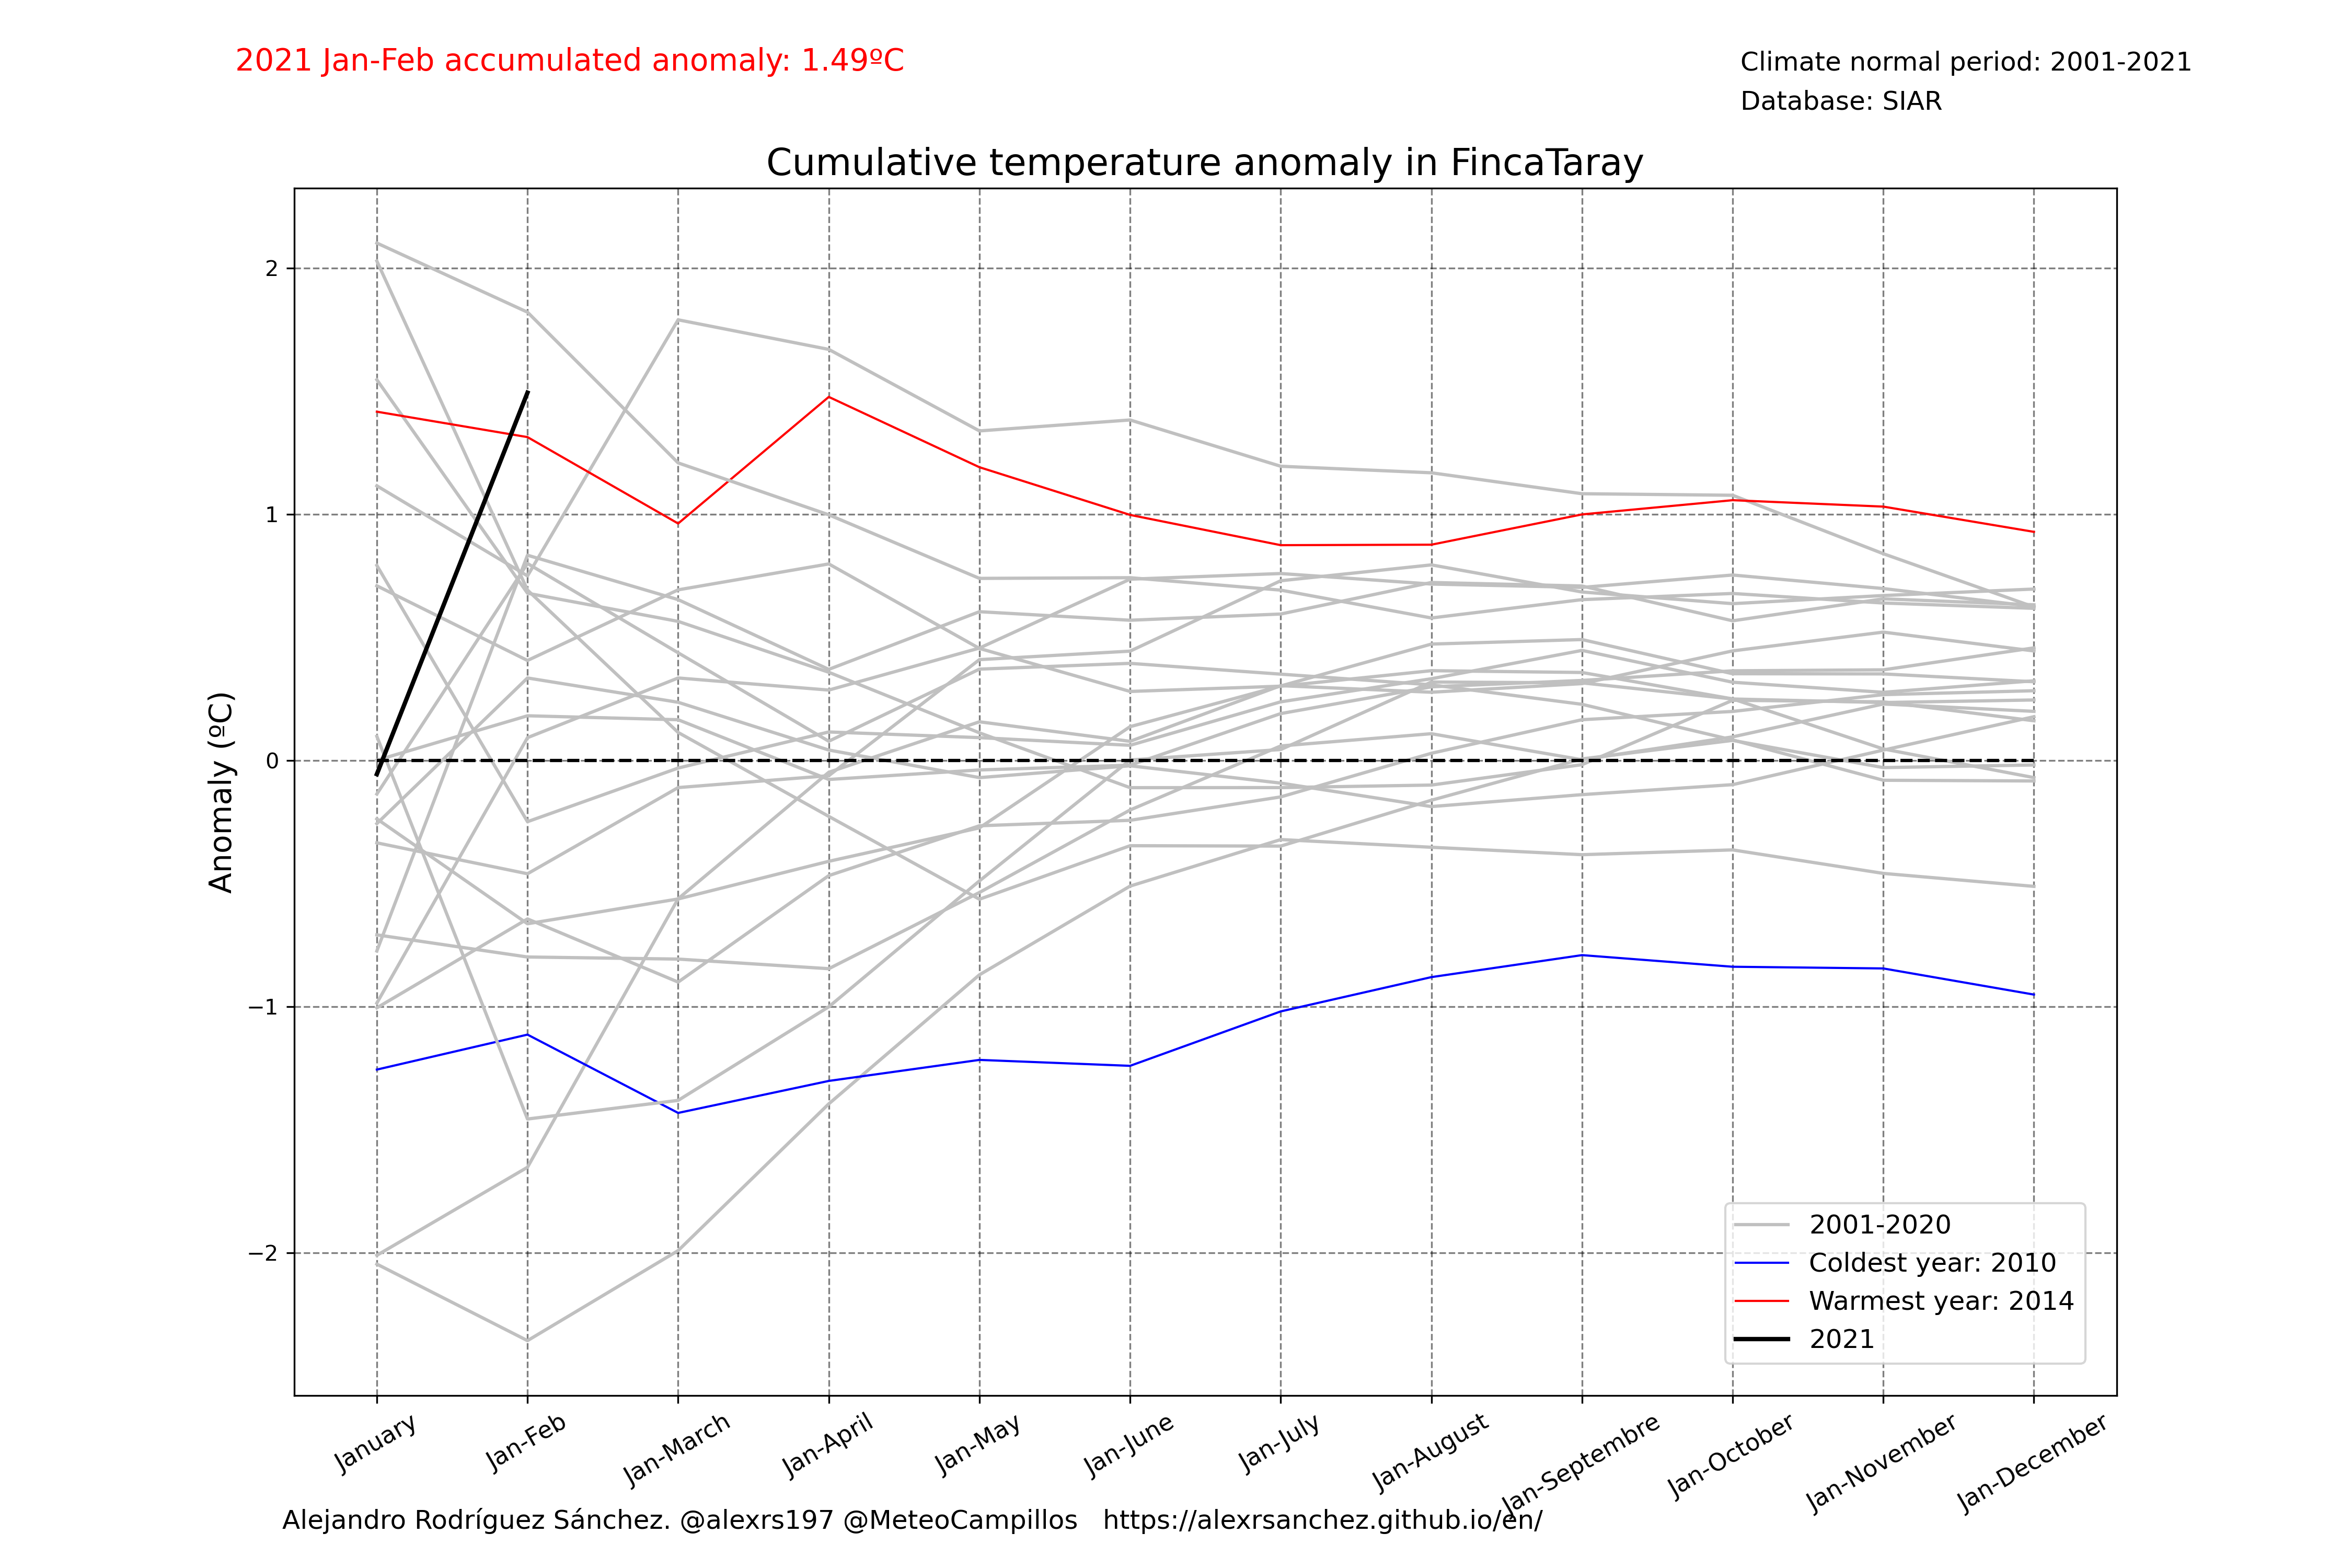 2021 Jan-Feb accumulated anomaly: 1.49ºC
Climate normal period: 2001-2021
Database: SIAR
Cumulative temperature anomaly in FincaTaray
Anomaly (ºC)
2
1
0
−1
−2
2001-2020
Coldest year: 2010
Warmest year: 2014
2021
January
Jan-Feb
Jan-March
Jan-April
Jan-May
Jan-June
Jan-July
Jan-August
Jan-Septembre
Jan-October
Jan-November
Jan-December
Alejandro Rodríguez Sánchez. @alexrs197 @MeteoCampillos https://alexrsanchez.github.io/en/